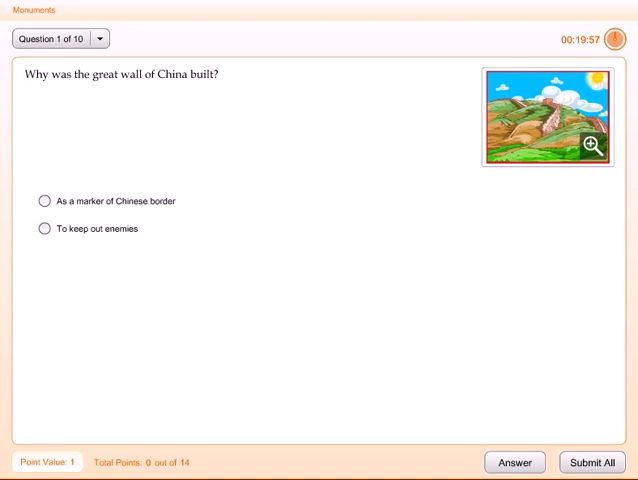 Monuments
Question 1 of 10
00:19:57
Why was the great wall of China built?
As a marker of Chinese border
To keep out enemies
Point Value: 1
Total Points: 0 out of 14
Answer
Submit All